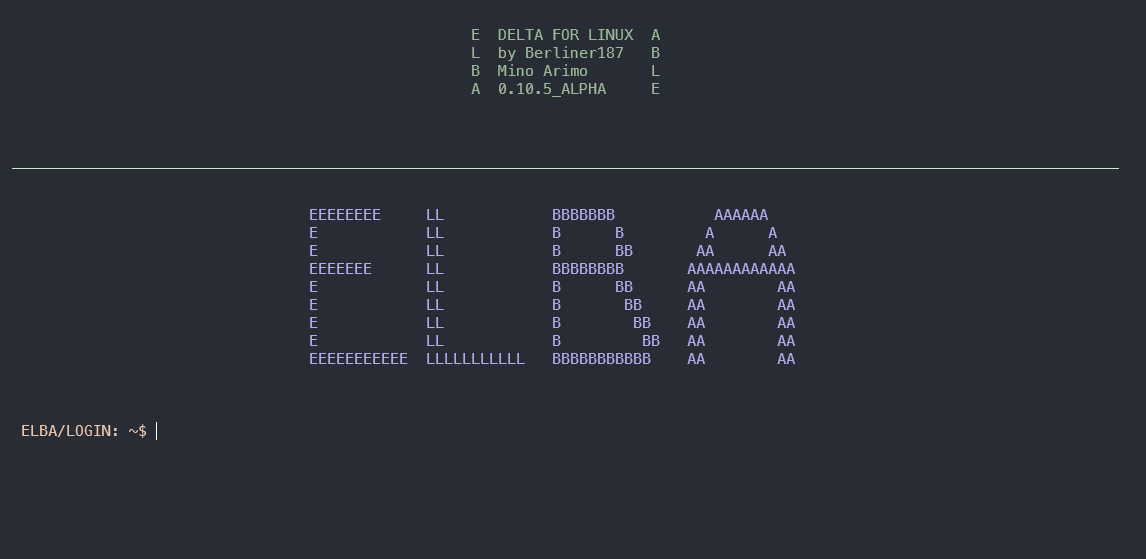 E  DELTA FOR LINUX  A
L  by Berliner187   B
B  Mino Arimo       L
A  0.10.5_ALPHA     E
EEEEEEEE     LL            BBBBBBB           AAAAAA
E            LL            B      B         A      A
E            LL            B      BB       AA      AA
EEEEEEE      LL            BBBBBBBB       AAAAAAAAAAAA
E            LL            B      BB      AA        AA
E            LL            B       BB     AA        AA
E            LL            B        BB    AA        AA
E            LL            B         BB   AA        AA
EEEEEEEEEEE  LLLLLLLLLLL   BBBBBBBBBBB    AA        AA
ELBA/LOGIN: ~$